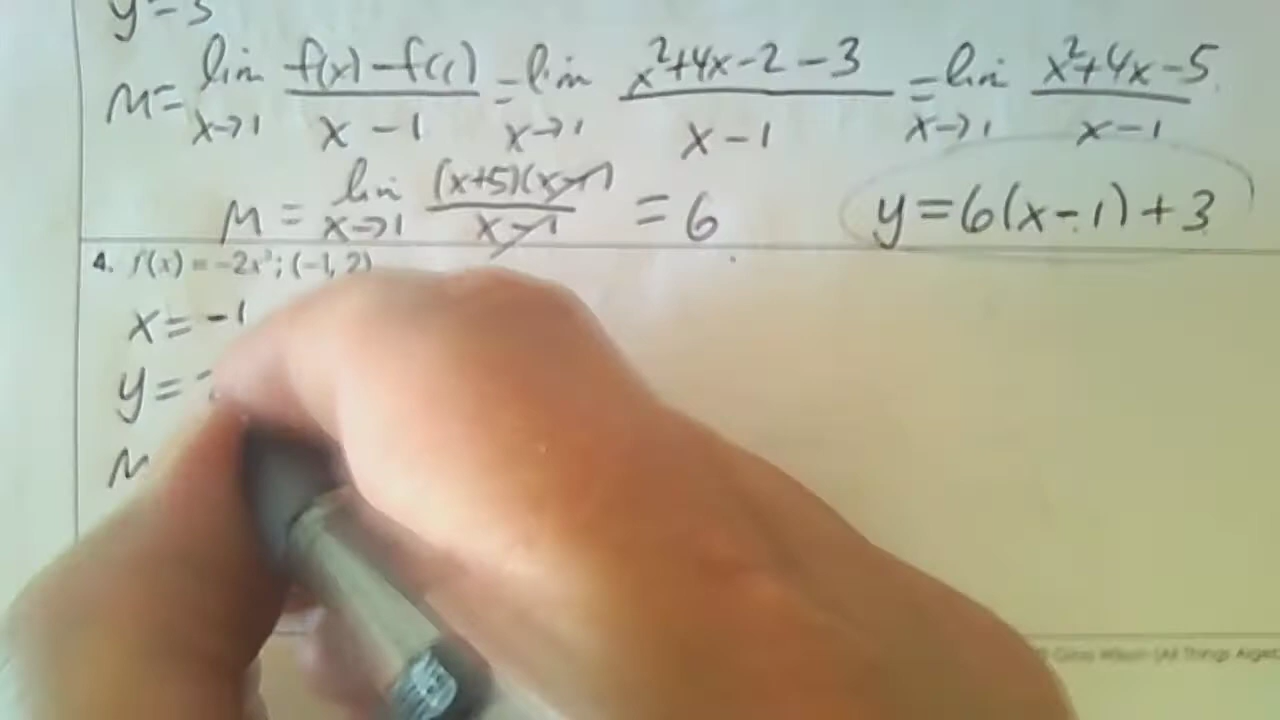 y=3
M= lim x→1 f(x)-f(1) / x-1 = lim x→1 x²+4x-2-3 / x-1 = lim x→1 x²+4x-5 / x-1
M = lim x→1 (x+5)(x-1) / x-1 = 6 y=6(x-1)+3
4. f(x) = -2x³; (-1, 2)
x=-1
y=
M